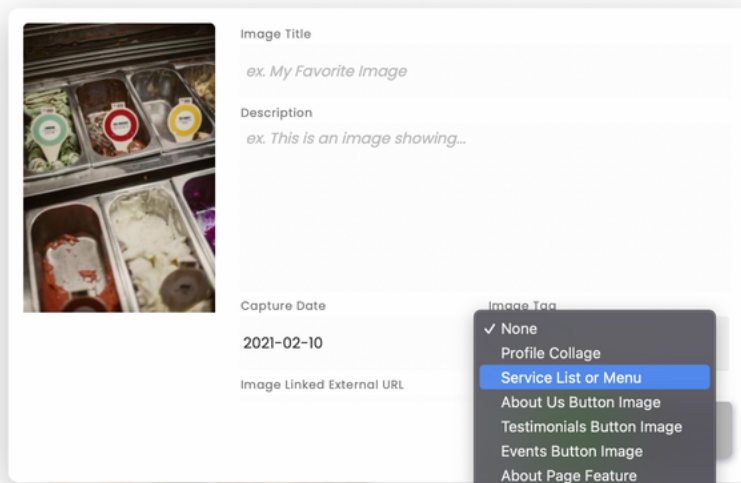 Image Title
ex. My Favorite Image
Description
ex. This is an image showing...
Capture Date
Image Tag
2021-02-10
✓ None
Profile Collage
Service List or Menu
Image Linked External URL
About Us Button Image
Testimonials Button Image
Events Button Image
About Page Feature